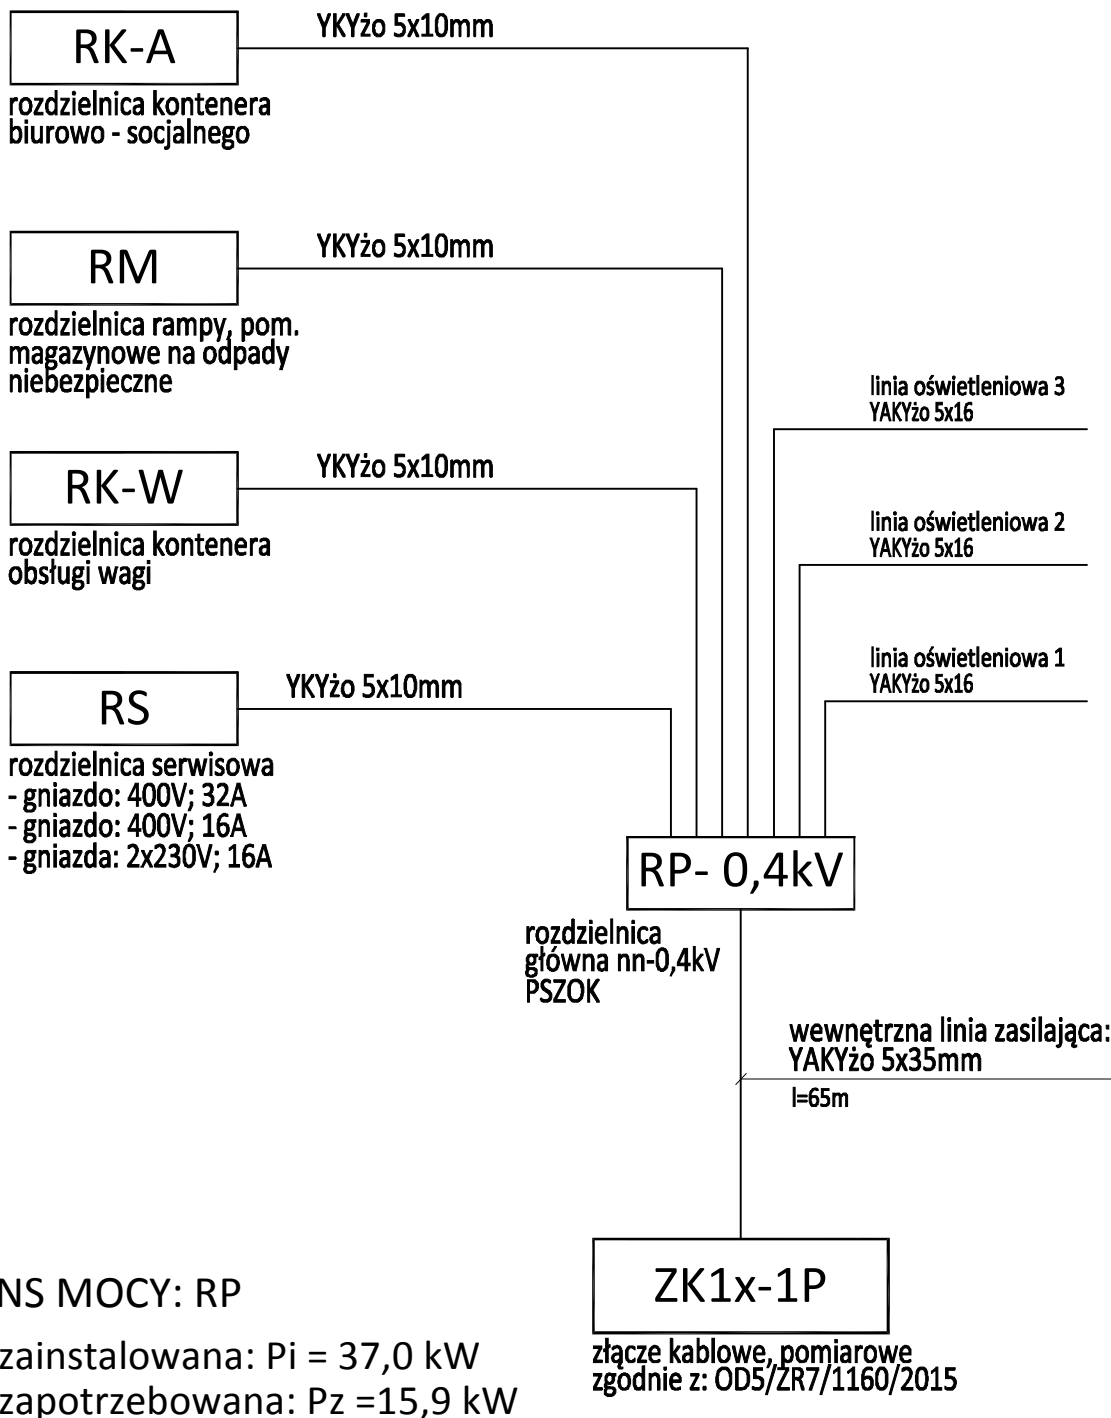 RK-A
YKYżo 5x10mm
rozdzielnica kontenera
biurowo - socjalnego
RM
YKYżo 5x10mm
rozdzielnica rampy, pom.
magazynowe na odpady
niebezpieczne
RK-W
YKYżo 5x10mm
rozdzielnica kontenera
obsługi wagi
RS
YKYżo 5x10mm
rozdzielnica serwisowa
- gniazdo: 400V; 32A
- gniazdo: 400V; 16A
- gniazda: 2x230V; 16A
linia oświetleniowa 3
YAKYżo 5x16
linia oświetleniowa 2
YAKYżo 5x16
linia oświetleniowa 1
YAKYżo 5x16
RP- 0,4kV
rozdzielnica
główna nn-0,4kV
PSZOK
wewnętrzna linia zasilająca:
YAKYżo 5x35mm
l=65m
ZK1x-1P
złącze kablowe, pomiarowe
zgodnie z: OD5/ZR7/1160/2015
NS MOCY: RP
zainstalowana: Pi = 37,0 kW
zapotrzebowana: Pz =15,9 kW